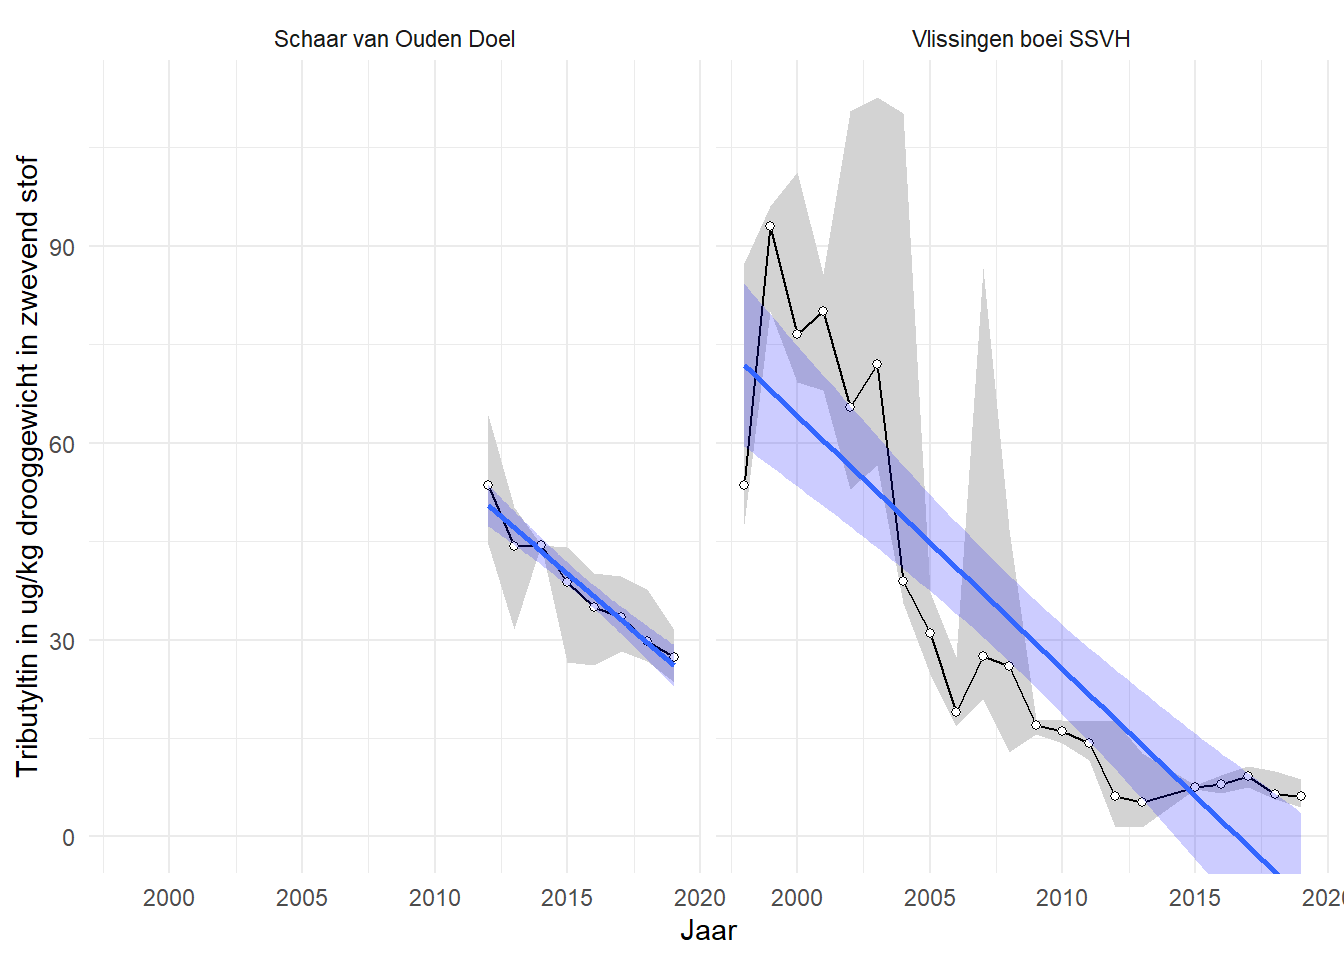 Schaar van Ouden Doel
Vlissingen boei SSVH
Tributyltin in ug/kg drooggewicht in zwevend stof
90
60
30
0
2000 2005 2010 2015 2020
2000 2005 2010 2015 2020
Jaar